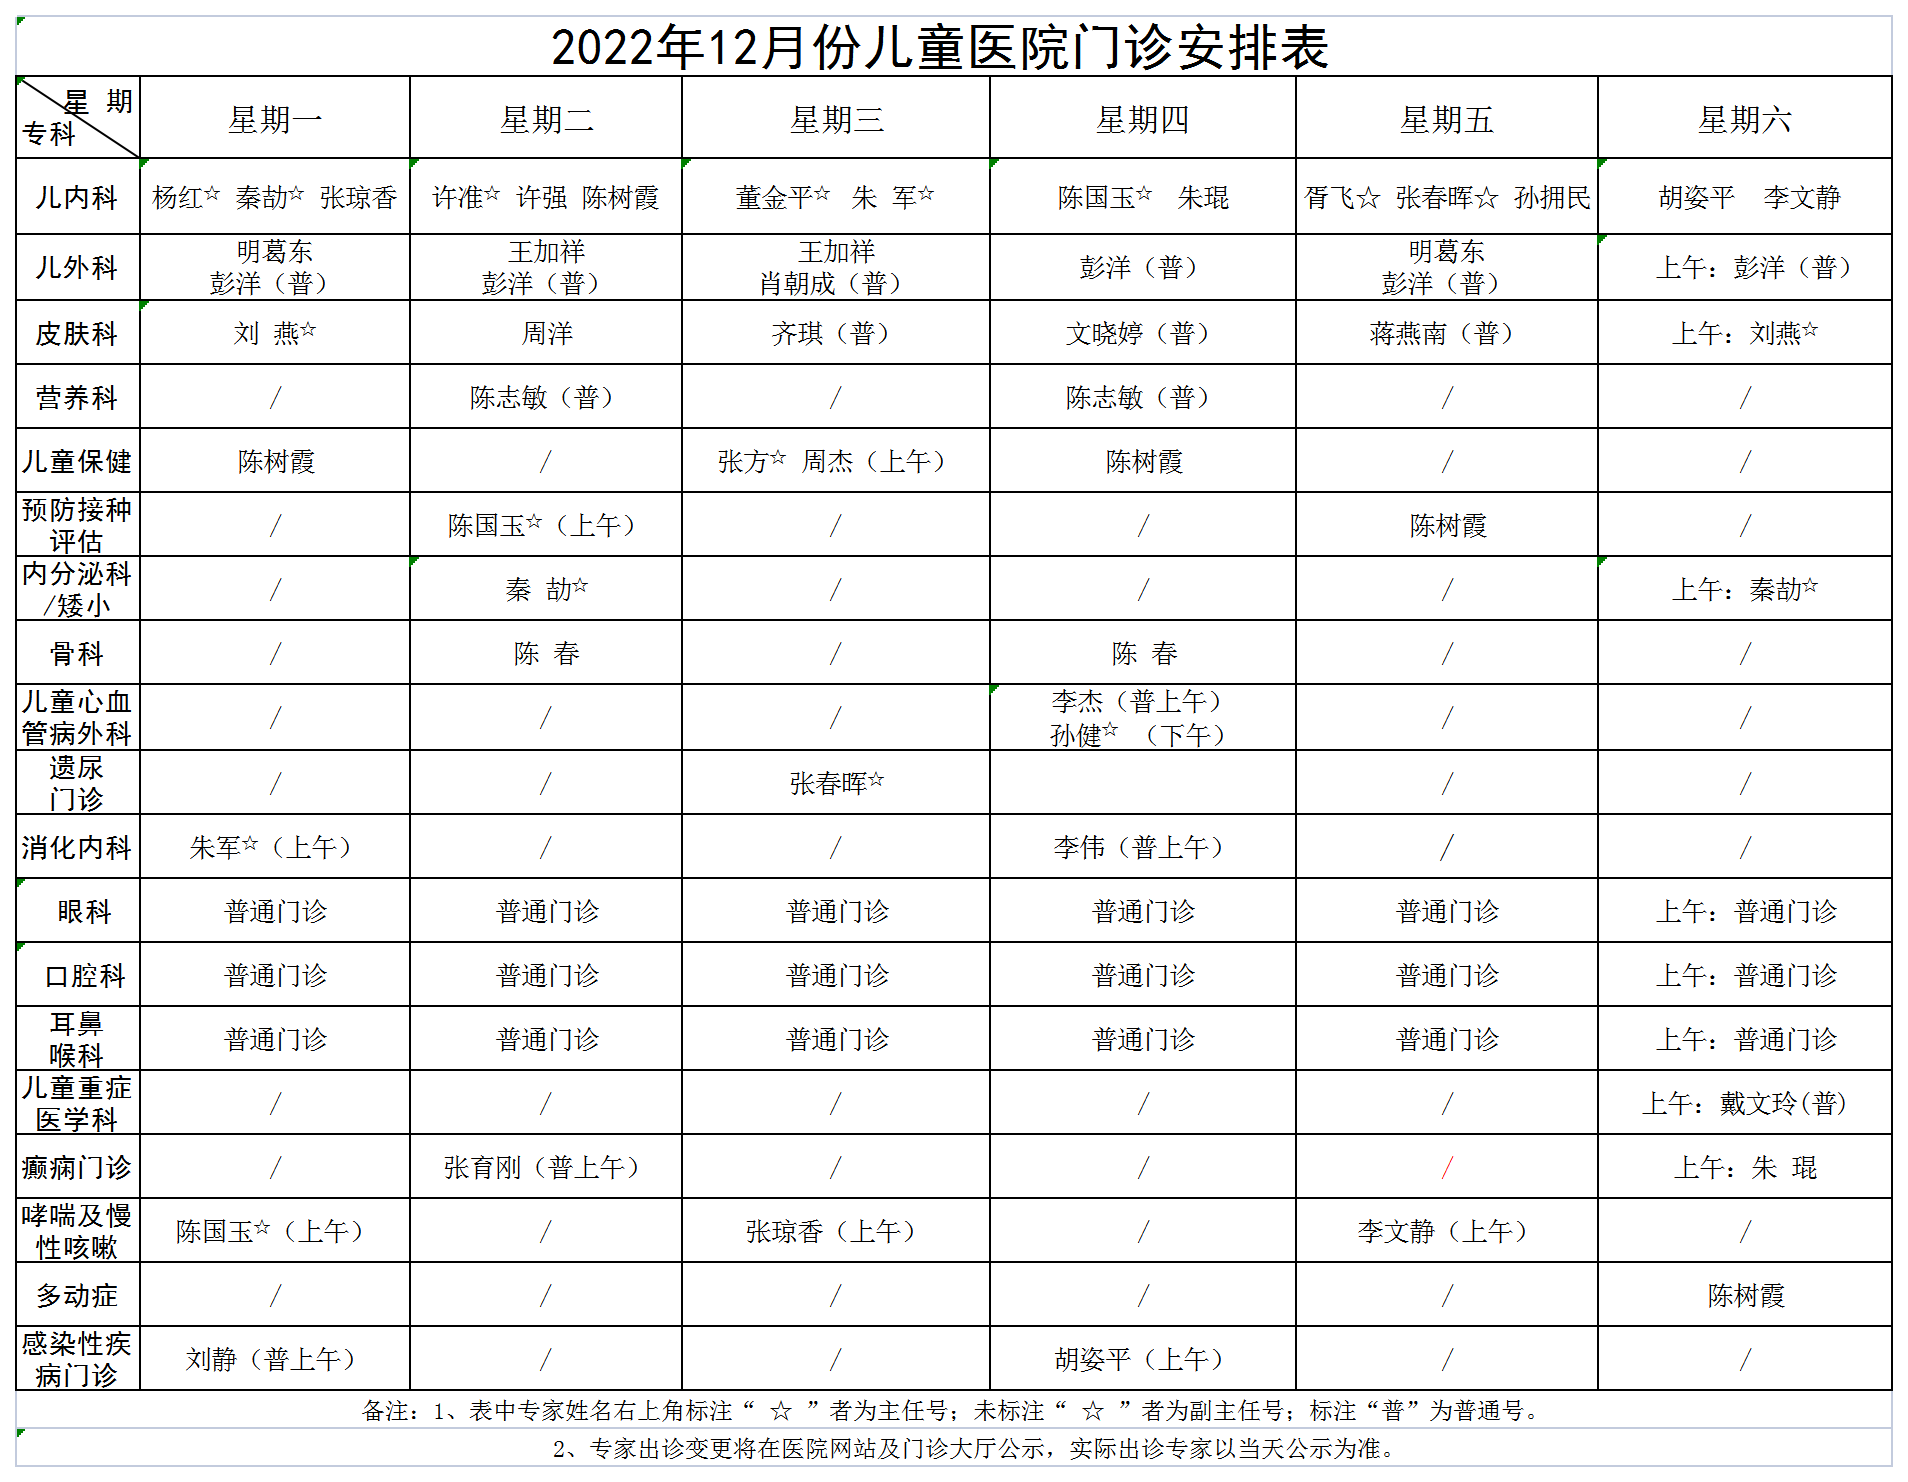 2022年12月份儿童医院门诊安排表
星 期
专科 星期一 星期二 星期三 星期四 星期五 星期六
儿内科 杨红☆ 秦劼☆ 张琼香 许准☆ 许强 陈树霞 董金平☆ 朱 军☆ 陈国玉☆ 朱琨 胥飞☆ 张春晖☆ 孙拥民 胡姿平 李文静
儿外科 明葛东 彭洋（普） 王加祥 彭洋（普） 王加祥 肖朝成（普） 彭洋（普） 明葛东 彭洋（普） 上午：彭洋（普）
皮肤科 刘 燕☆ 周洋 齐琪（普） 文晓婷（普） 蒋燕南（普） 上午：刘燕☆
营养科 / 陈志敏（普） / 陈志敏（普） / /
儿童保健 陈树霞 / 张方☆ 周杰（上午） 陈树霞 / /
预防接种
评估 / 陈国玉☆（上午） / / 陈树霞 /
内分泌科
/矮小 / 秦 劼☆ / / / 上午：秦劼☆
骨科 / 陈 春 / 陈 春 / /
儿童心血
管病外科 / / / 李杰（普上午） 孙健☆ （下午） / /
遗尿
门诊 / / 张春晖☆ / /
消化内科 朱军☆（上午） / / 李伟（普上午） / /
眼科 普通门诊 普通门诊 普通门诊 普通门诊 普通门诊 上午：普通门诊
口腔科 普通门诊 普通门诊 普通门诊 普通门诊 普通门诊 上午：普通门诊
耳鼻
喉科 普通门诊 普通门诊 普通门诊 普通门诊 普通门诊 上午：普通门诊
儿童重症
医学科 / / / / / 上午：戴文玲(普)
癫痫门诊 / 张育刚（普上午） / / / 上午：朱 琨
哮喘及慢
性咳嗽 陈国玉☆（上午） / 张琼香（上午） / 李文静（上午） /
多动症 / / / / / 陈树霞
感染性疾
病门诊 刘静（普上午） / / 胡姿平（上午） / /
备注：1、表中专家姓名右上角标注“ ☆ ”者为主任号；未标注“ ☆ ”者为副主任号；标注“普”为普通号。
2、专家出诊变更将在医院网站及门诊大厅公示，实际出诊专家以当天公示为准。